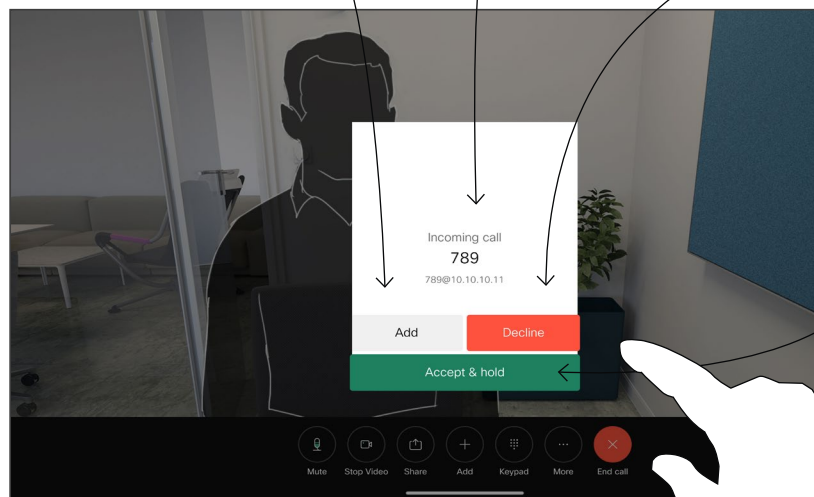 Incoming call
789
789@10.10.10.11
Add Decline
Accept & hold
Mute Stop Video Share Add Keypad More End call